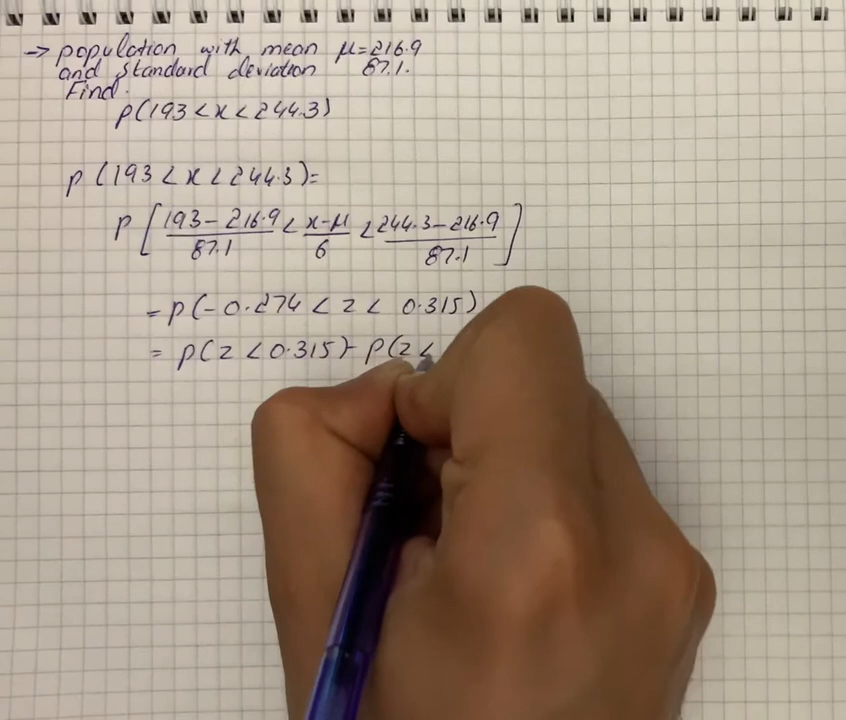 → population with mean μ=216.9
and standard deviation 87.1.
Find.
P(193<x<244.3)
P(193<x<244.3)=
P[193-216.9/87.1 < x-μ/6 < 244.3-216.9/87.1]
=P(-0.274<z< 0.315)
= P(z<0.315)-P(z<